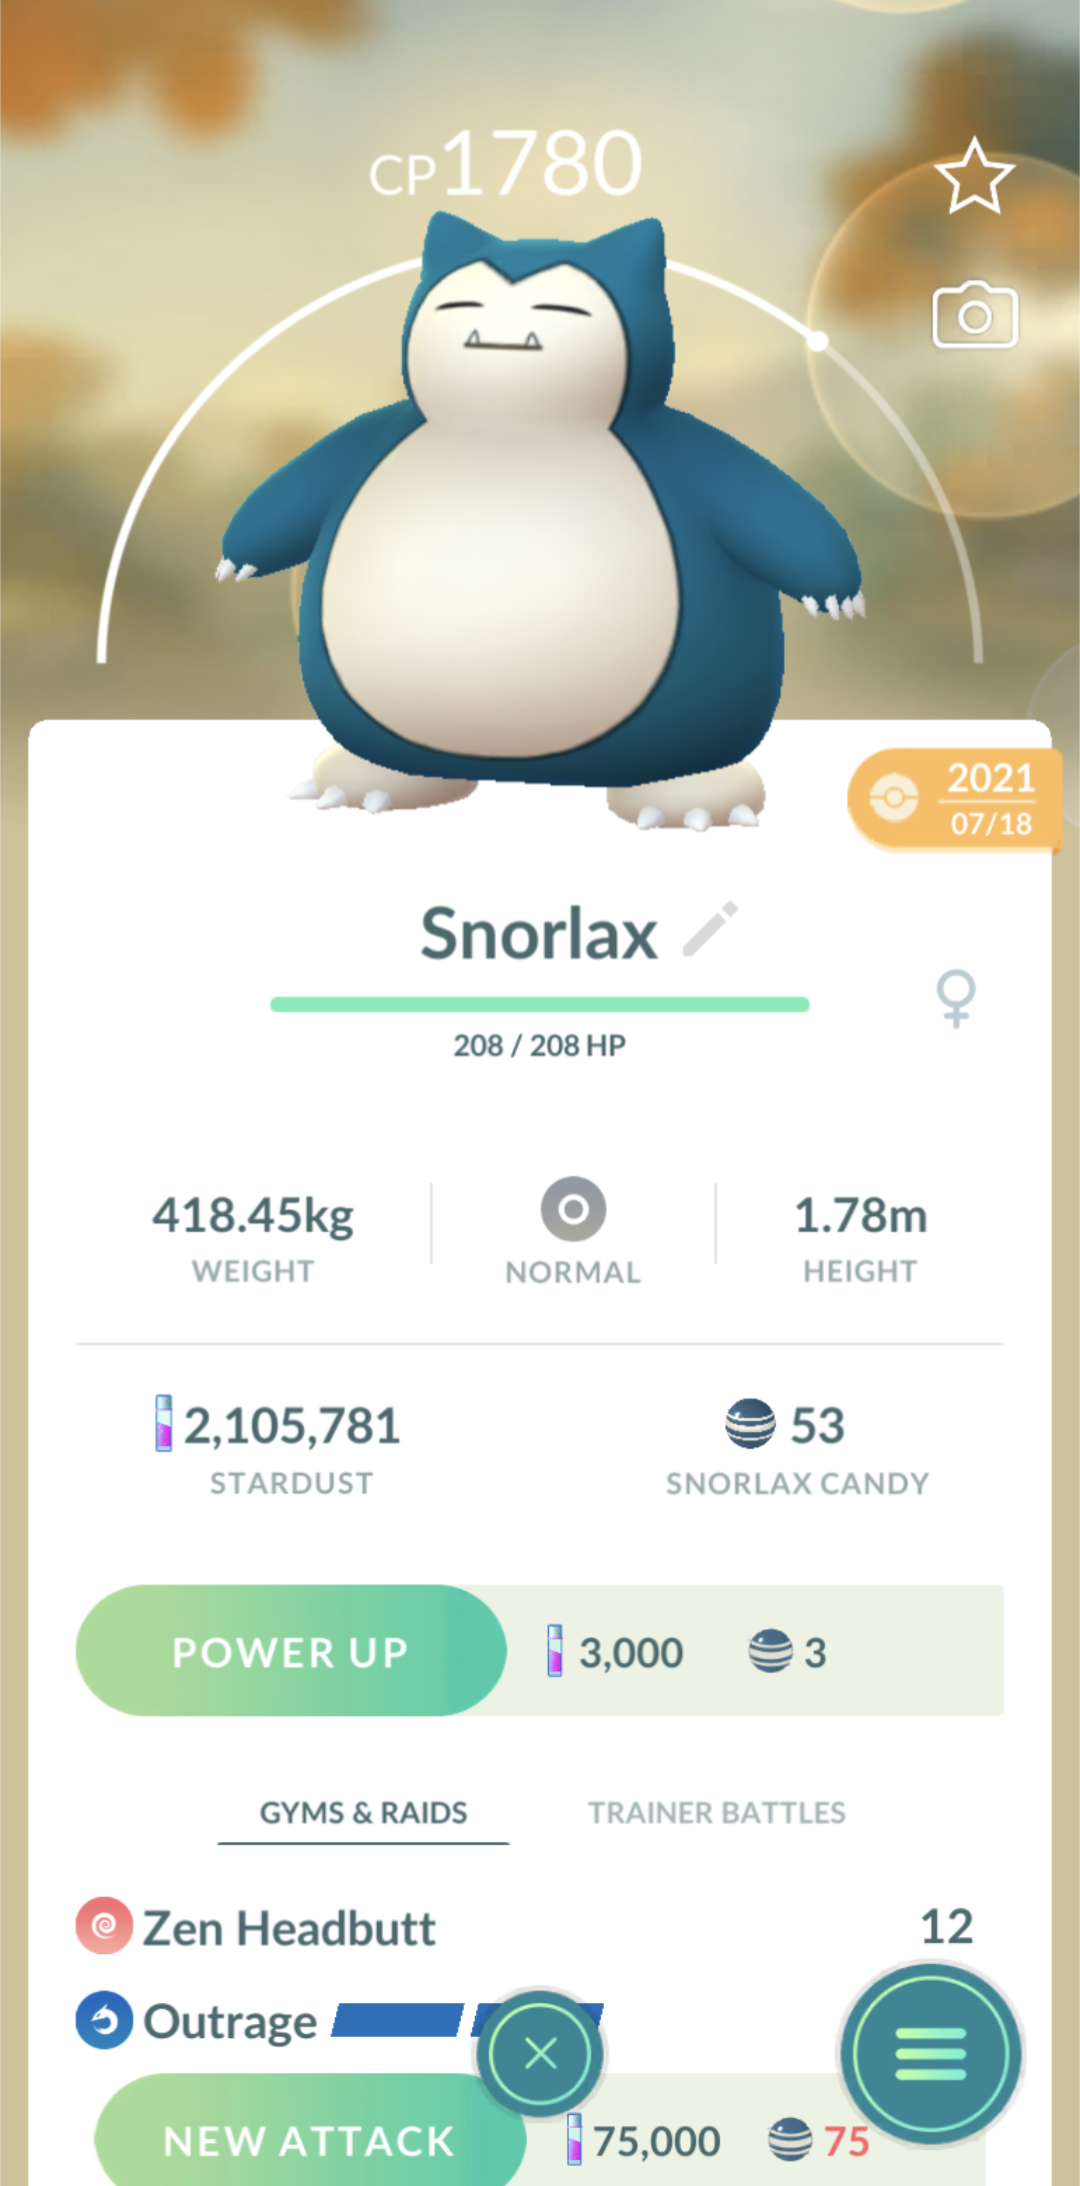 CP1780
2021
07/18
Snorlax
208 / 208 HP
418.45kg
WEIGHT
NORMAL
1.78m
HEIGHT
2,105,781
STARDUST
53
SNORLAX CANDY
POWER UP 3,000 3
GYMS & RAIDS TRAINER BATTLES
Zen Headbutt 12
Outrage
NEW ATTACK 75,000 75